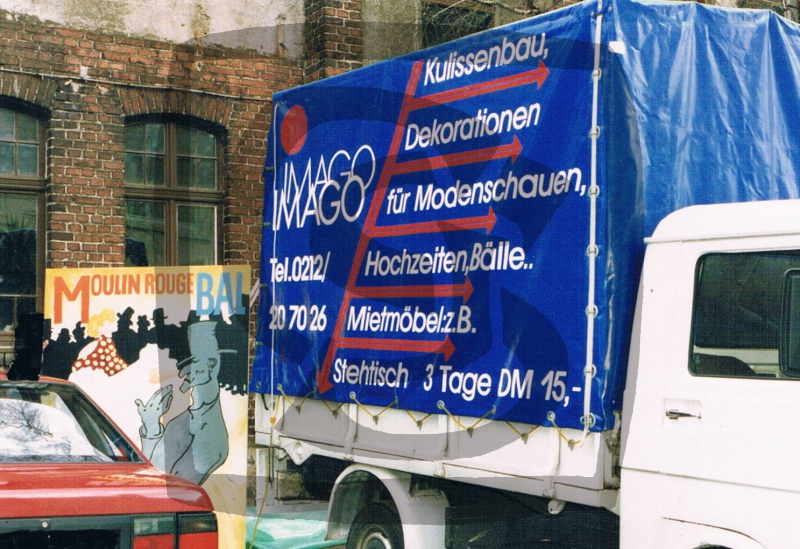 Kulissenbau,
Dekorationen
für Modenschauen,
Hochzeiten,Bälle..
Mietmöbel:z.B.
Stehtisch 3 Tage DM 15,-
IMAGO
IMAGO
Tel.0212/
20 70 26
MOULIN ROUGE BAL